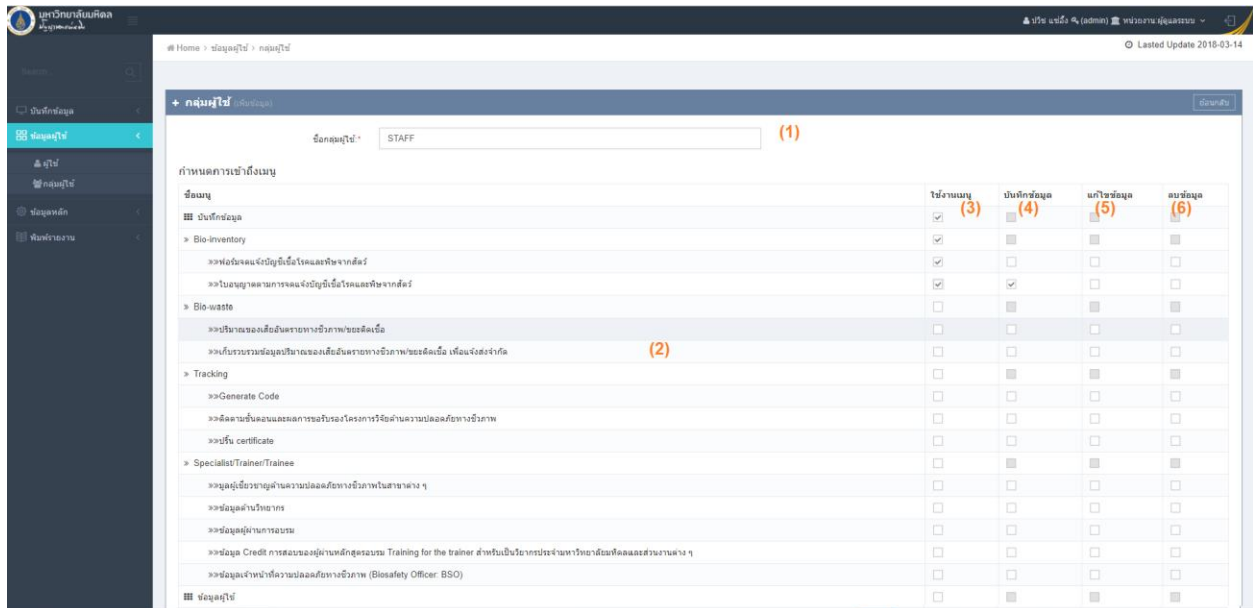 มหาวิทยาลัยมหิดล
(admin) หน่วยงาน:ผู้ดูแลระบบ
Home > ข้อมูลผู้ใช้ > กลุ่มผู้ใช้
Lasted Update 2018-03-14
Search...
บันทึกข้อมูล
ข้อมูลผู้ใช้
ผู้ใช้
กลุ่มผู้ใช้
ข้อมูลหลัก
พิมพ์รายงาน
+ กลุ่มผู้ใช้ (เพิ่มข้อมูล)
ย้อนกลับ
ชื่อกลุ่มผู้ใช้:* STAFF (1)
กำหนดการเข้าถึงเมนู
ชื่อเมนู ใช้งานเมนู บันทึกข้อมูล แก้ไขข้อมูล ลบข้อมูล
บันทึกข้อมูล (3) (4) (5) (6)
» Bio-inventory
»»ฟอร์มจดแจ้งบัญชีเชื้อโรคและพิษจากสัตว์
»»ใบอนุญาตตามการจดแจ้งบัญชีเชื้อโรคและพิษจากสัตว์
» Bio-waste
»»ปริมาณของเสียอันตรายทางชีวภาพ/ขยะติดเชื้อ
»»เก็บรวบรวมข้อมูลปริมาณของเสียอันตรายทางชีวภาพ/ขยะติดเชื้อ เพื่อแจ้งส่งจำกัด (2)
» Tracking
»»Generate Code
»»ติดตามขั้นตอนและผลการขอรับรองโครงการวิจัยด้านความปลอดภัยทางชีวภาพ
»»ปริ้น certificate
» Specialist/Trainer/Trainee
»»มูลผู้เชี่ยวชาญด้านความปลอดภัยทางชีวภาพในสาขาต่าง ๆ
»»ข้อมูลด้านวิทยากร
»»ข้อมูลผู้ผ่านการอบรม
»»ข้อมูล Credit การสอบของผู้ผ่านหลักสูตรอบรม Training for the trainer สำหรับเป็นวิยากรประจำมหาวิทยาลัยมหิดลและส่วนงานต่าง ๆ
»»ข้อมูลเจ้าหน้าที่ความปลอดภัยทางชีวภาพ (Biosafety Officer: BSO)
ข้อมูลผู้ใช้